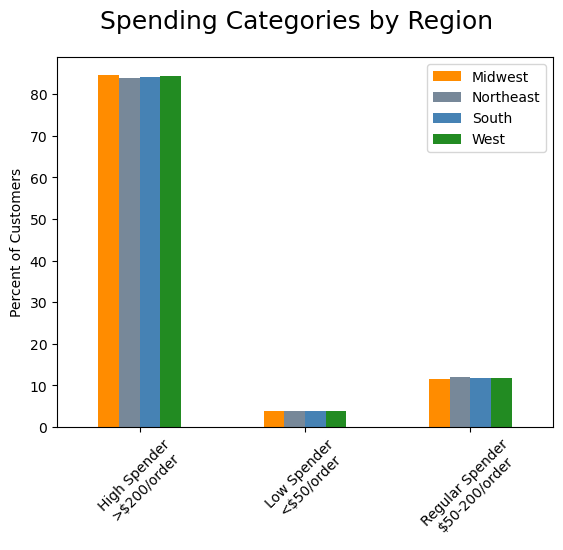 Spending Categories by Region
Midwest
Northeast
South
West
Percent of Customers
80
70
60
50
40
30
20
10
0
High Spender
>$200/order
Low Spender
<$50/order
Regular Spender
$50-200/order